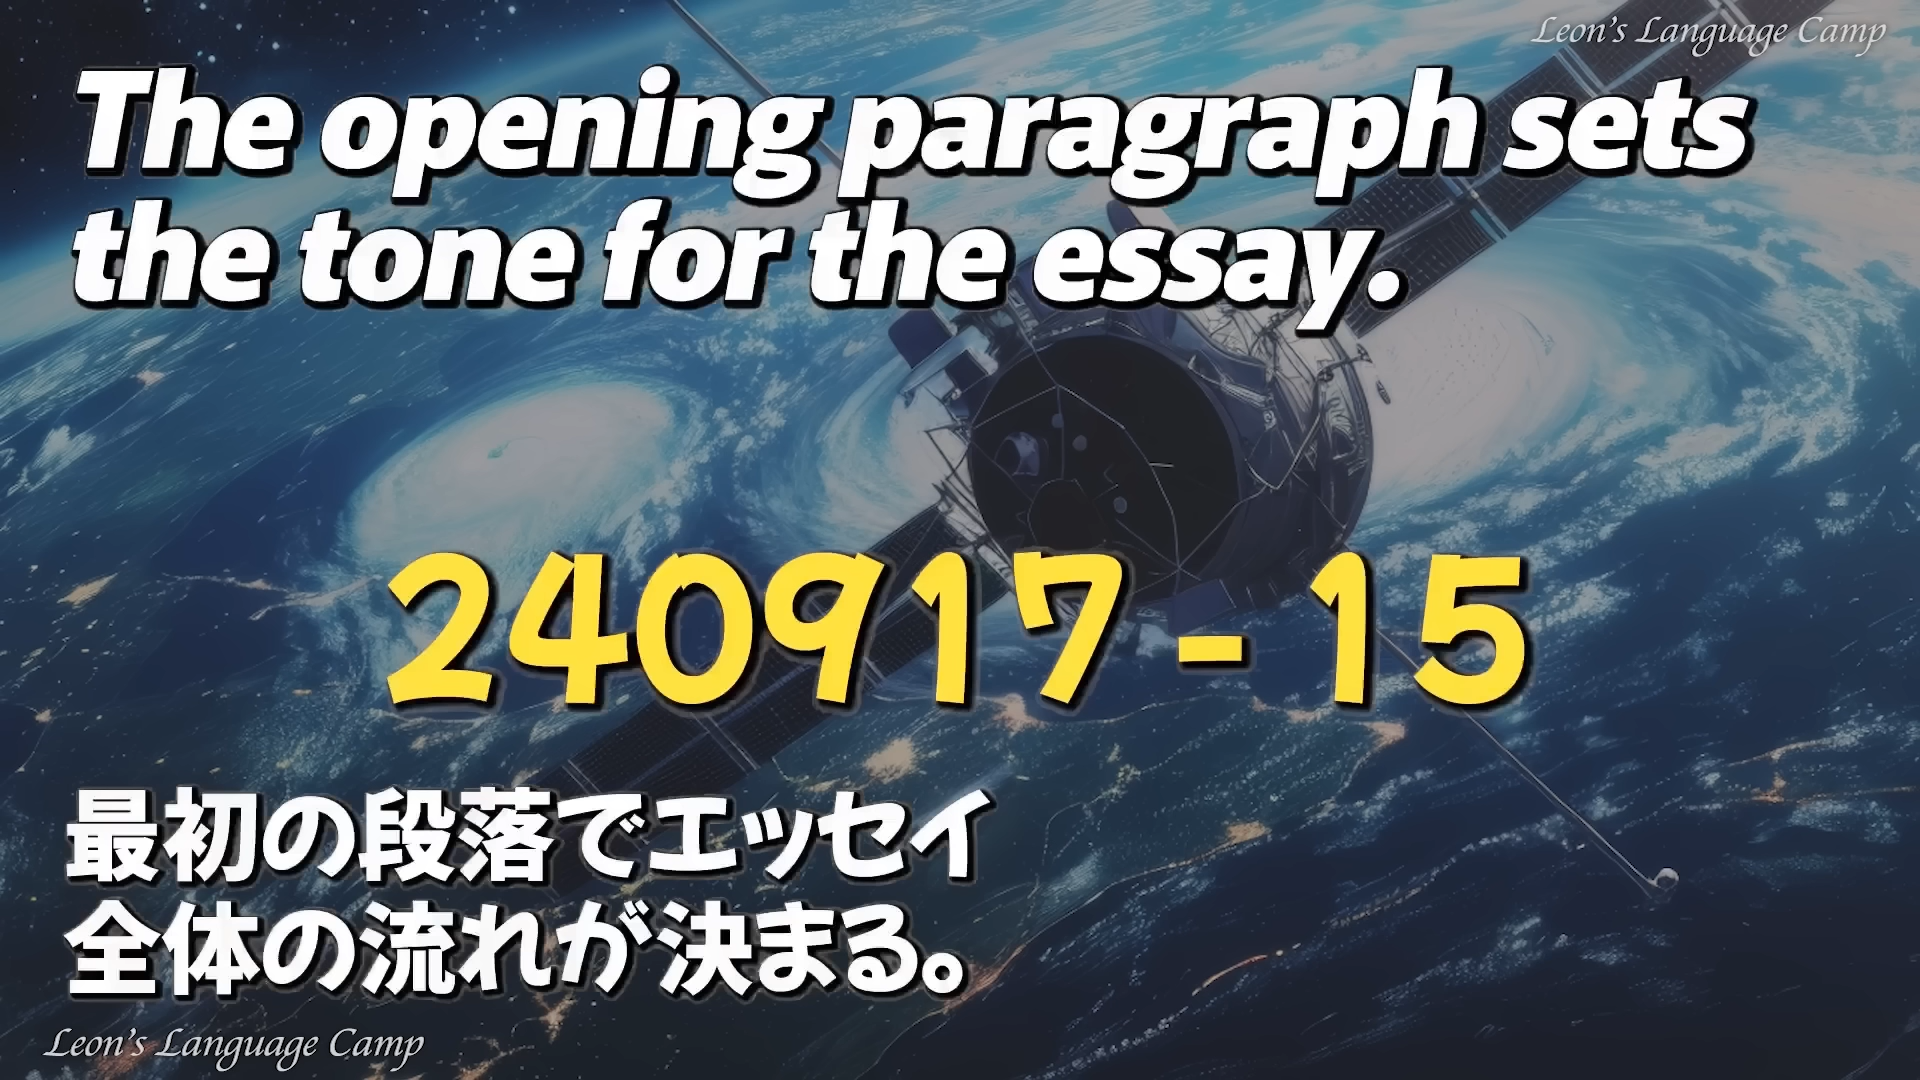 Leon's Language Camp
The opening paragraph sets
the tone for the essay.
240917-15
最初の段落でエッセイ
全体の流れが決まる。
Leon's Language Camp